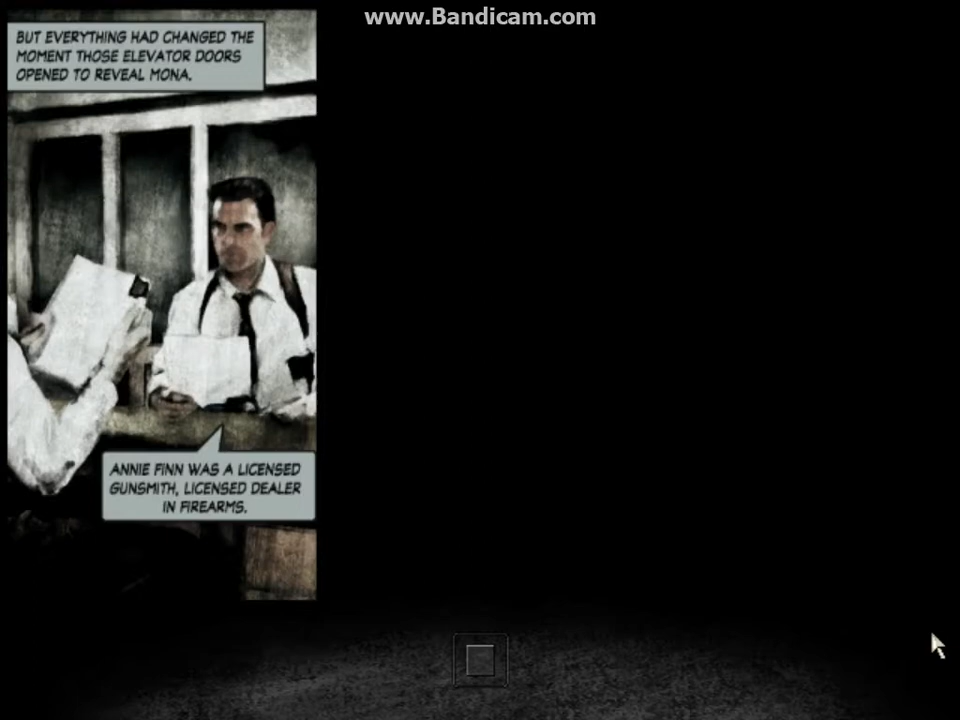 www.Bandicam.com
BUT EVERYTHING HAD CHANGED THE
MOMENT THOSE ELEVATOR DOORS
OPENED TO REVEAL MONA.
ANNIE FINN WAS A LICENSED
GUNSMITH, LICENSED DEALER
IN FIREARMS.